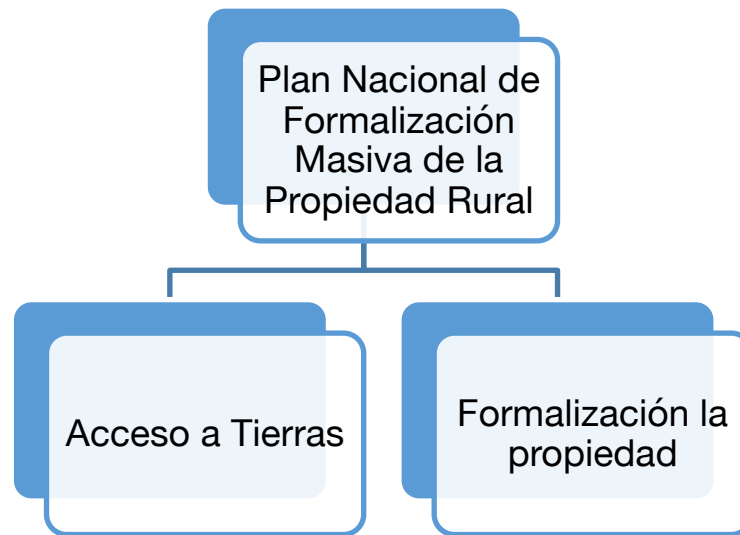 Plan Nacional de
Formalización
Masiva de la
Propiedad Rural
Acceso a Tierras
Formalización la
propiedad